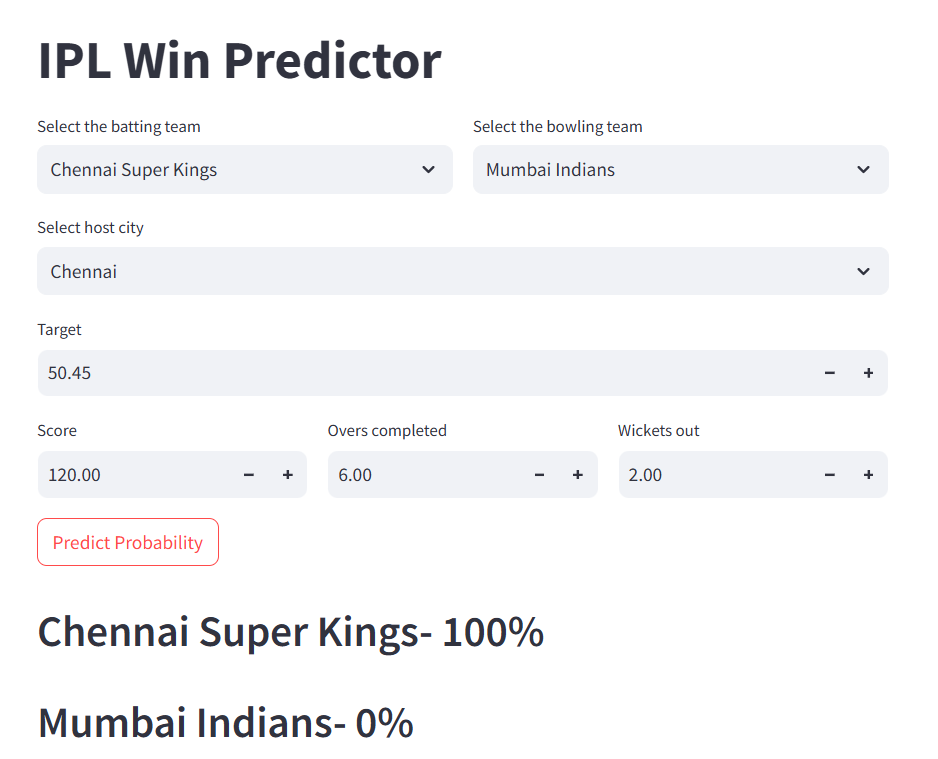 IPL Win Predictor
Select the batting team
Select the bowling team
Chennai Super Kings
Mumbai Indians
Select host city
Chennai
Target
50.45
Score
Overs completed
Wickets out
120.00
6.00
2.00
Predict Probability
Chennai Super Kings- 100%
Mumbai Indians- 0%